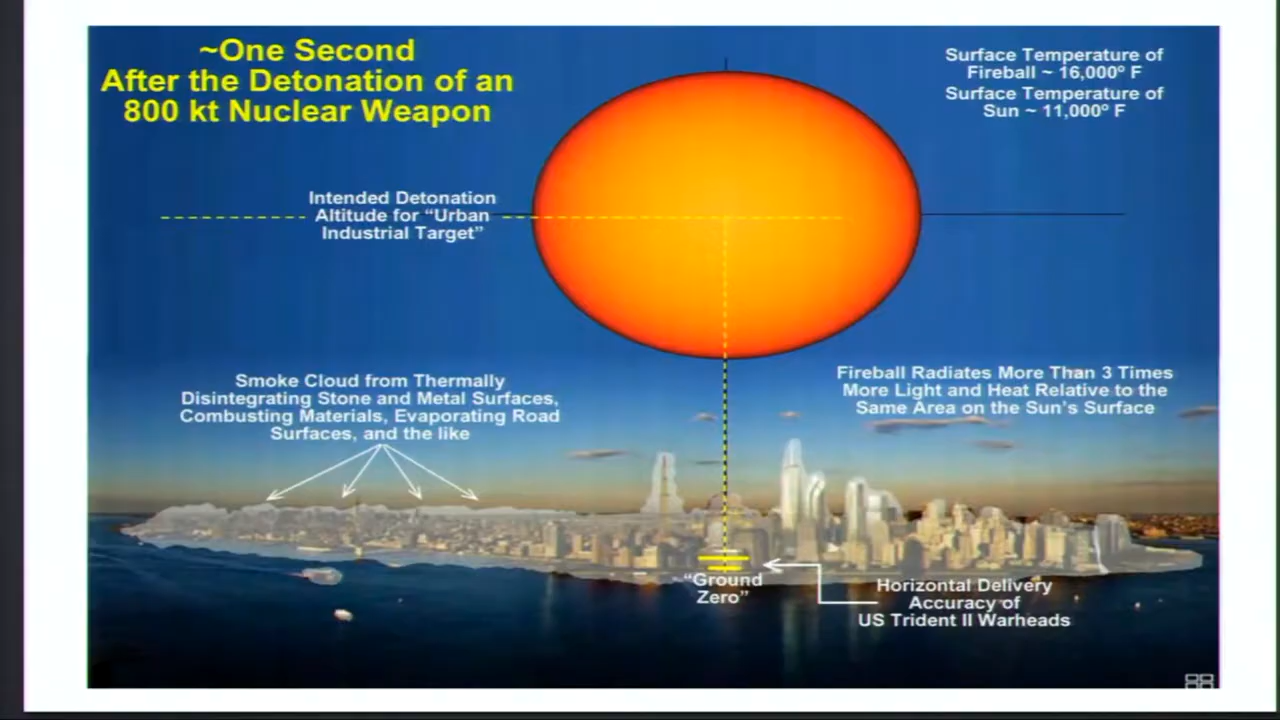 ~One Second
After the Detonation of an
800 kt Nuclear Weapon
Surface Temperature of
Fireball ~ 16,000º F
Surface Temperature of
Sun ~ 11,000º F
Intended Detonation
Altitude for “Urban
Industrial Target”
Smoke Cloud from Thermally
Disintegrating Stone and Metal Surfaces,
Combusting Materials, Evaporating Road
Surfaces, and the like
Fireball Radiates More Than 3 Times
More Light and Heat Relative to the
Same Area on the Sun's Surface
“Ground
Zero”
Horizontal Delivery
Accuracy of
US Trident II Warheads